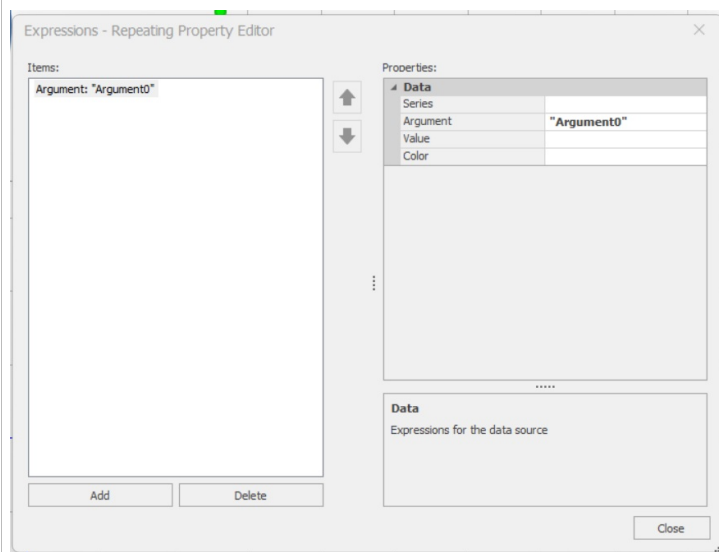 Expressions - Repeating Property Editor
Items:
Argument: "Argument0"
Add
Delete
Properties:
Data
Series
Argument "Argument0"
Value
Color
Data
Expressions for the data source
Close